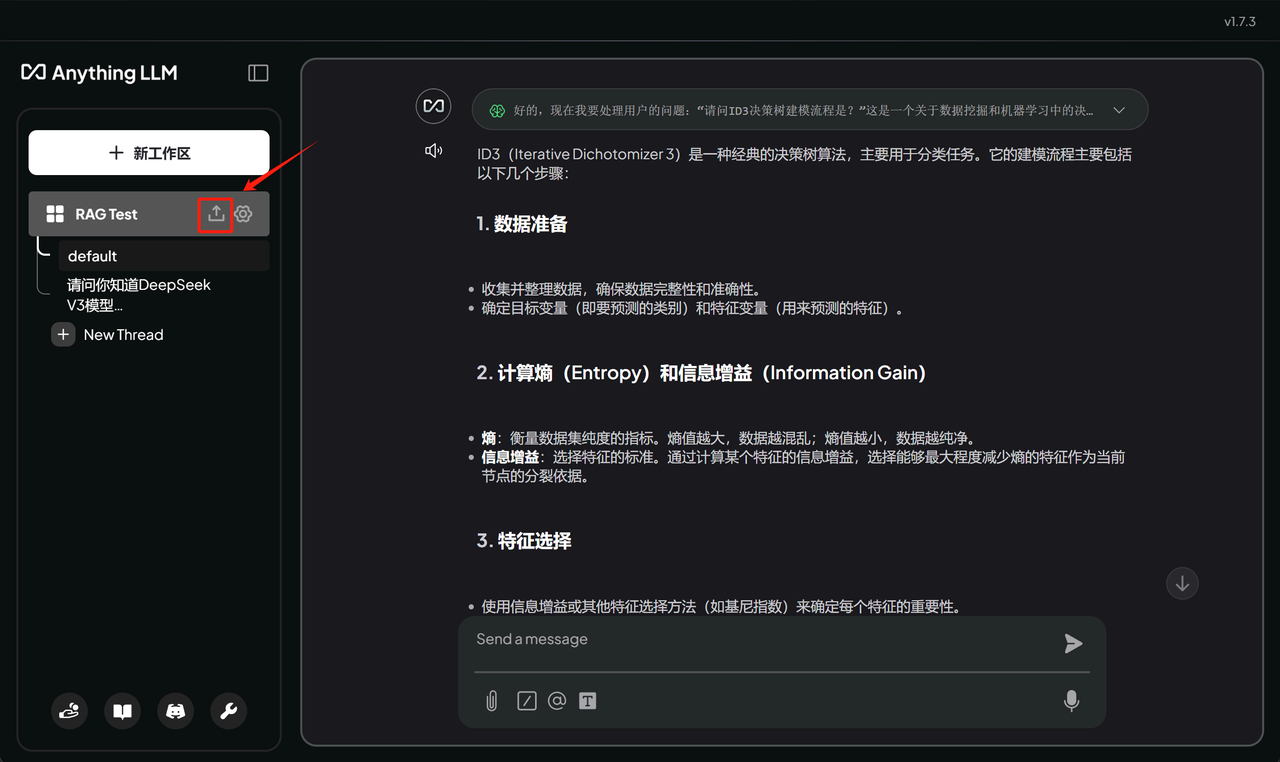 v1.7.3
Anything LLM
新工作区
RAG Test
default
请问你知道DeepSeek
V3模型...
New Thread
好的，现在我要处理用户的问题：“请问ID3决策树建模流程是？”这是一个关于数据挖掘和机器学习中的决…
ID3（Iterative Dichotomizer 3）是一种经典的决策树算法，主要用于分类任务。它的建模流程主要包括
以下几个步骤：
1. 数据准备
收集并整理数据，确保数据完整性和准确性。
确定目标变量（即要预测的类别）和特征变量（用来预测的特征）。
2. 计算熵（Entropy）和信息增益（Information Gain）
熵：衡量数据集纯度的指标。熵值越大，数据越混乱；熵值越小，数据越纯净。
信息增益：选择特征的标准。通过计算某个特征的信息增益，选择能够最大程度减少熵的特征作为当前
节点的分裂依据。
3. 特征选择
使用信息增益或其他特征选择方法（如基尼指数）来确定每个特征的重要性。
Send a message